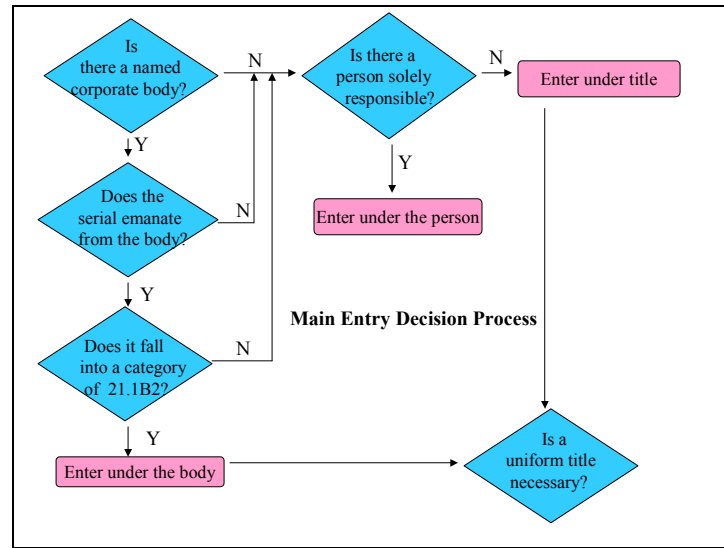 Is
there a named
corporate body?
N
Is there a
person solely
responsible?
N
Enter under title
Y
Y
Does the
serial emanate
from the body?
N
Enter under the person
Y
Main Entry Decision Process
Does it fall
into a category
of 21.1B2?
N
Y
Enter under the body
Is a
uniform title
necessary?